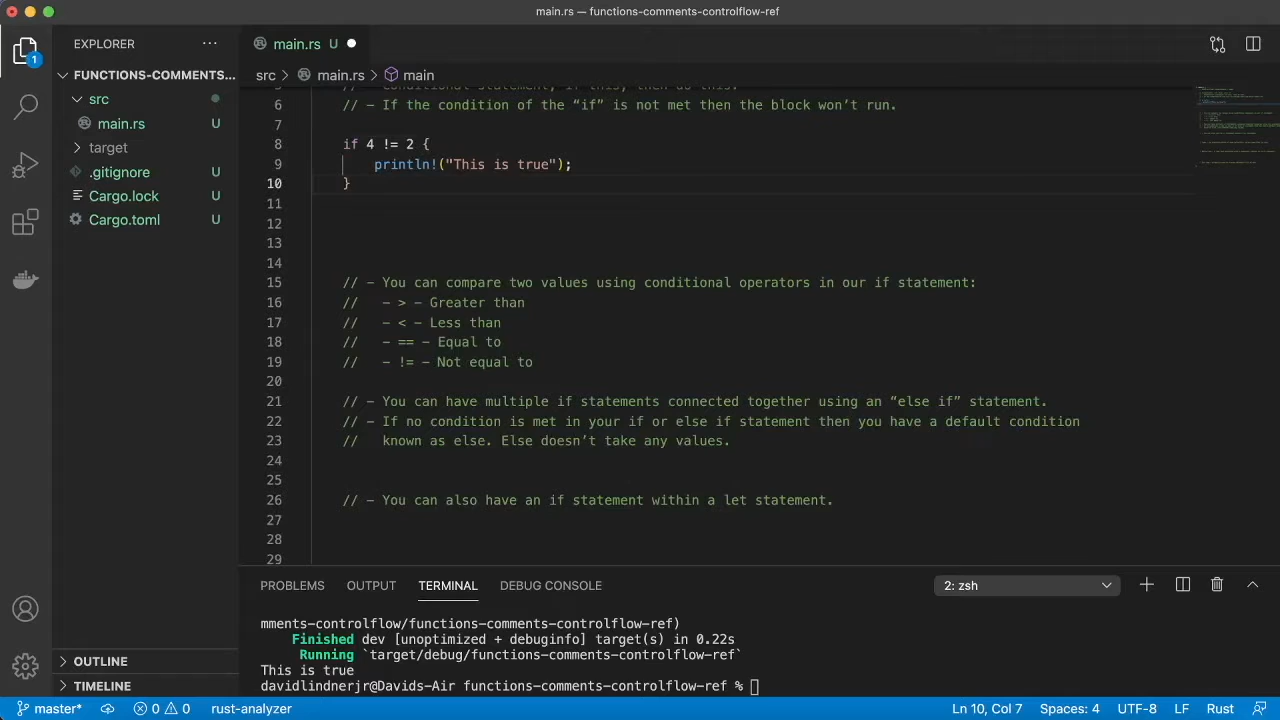 main.rs — functions-comments-controlflow-ref
EXPLORER ···
main.rs U
1
FUNCTIONS-COMMENTS...
src
main.rs U
target
.gitignore U
Cargo.lock U
Cargo.toml U
src > main.rs > main
5 // – Conditional statement, if this, then do this.
6 // – If the condition of the “if” is not met then the block won’t run.
7
8 if 4 != 2 {
9 println!("This is true");
10 }
11
12
13
14
15 // – You can compare two values using conditional operators in our if statement:
16 // – > – Greater than
17 // – < – Less than
18 // – == – Equal to
19 // – != – Not equal to
20
21 // – You can have multiple if statements connected together using an “else if” statement.
22 // – If no condition is met in your if or else if statement then you have a default condition
23 // known as else. Else doesn’t take any values.
24
25
26 // – You can also have an if statement within a let statement.
27
28
29
PROBLEMS OUTPUT TERMINAL DEBUG CONSOLE 2: zsh
mments-controlflow/functions-comments-controlflow-ref)
Finished dev [unoptimized + debuginfo] target(s) in 0.22s
Running `target/debug/functions-comments-controlflow-ref`
This is true
davidlindnerjr@Davids-Air functions-comments-controlflow-ref %
OUTLINE
TIMELINE
master* 0 0 rust-analyzer Ln 10, Col 7 Spaces: 4 UTF-8 LF Rust